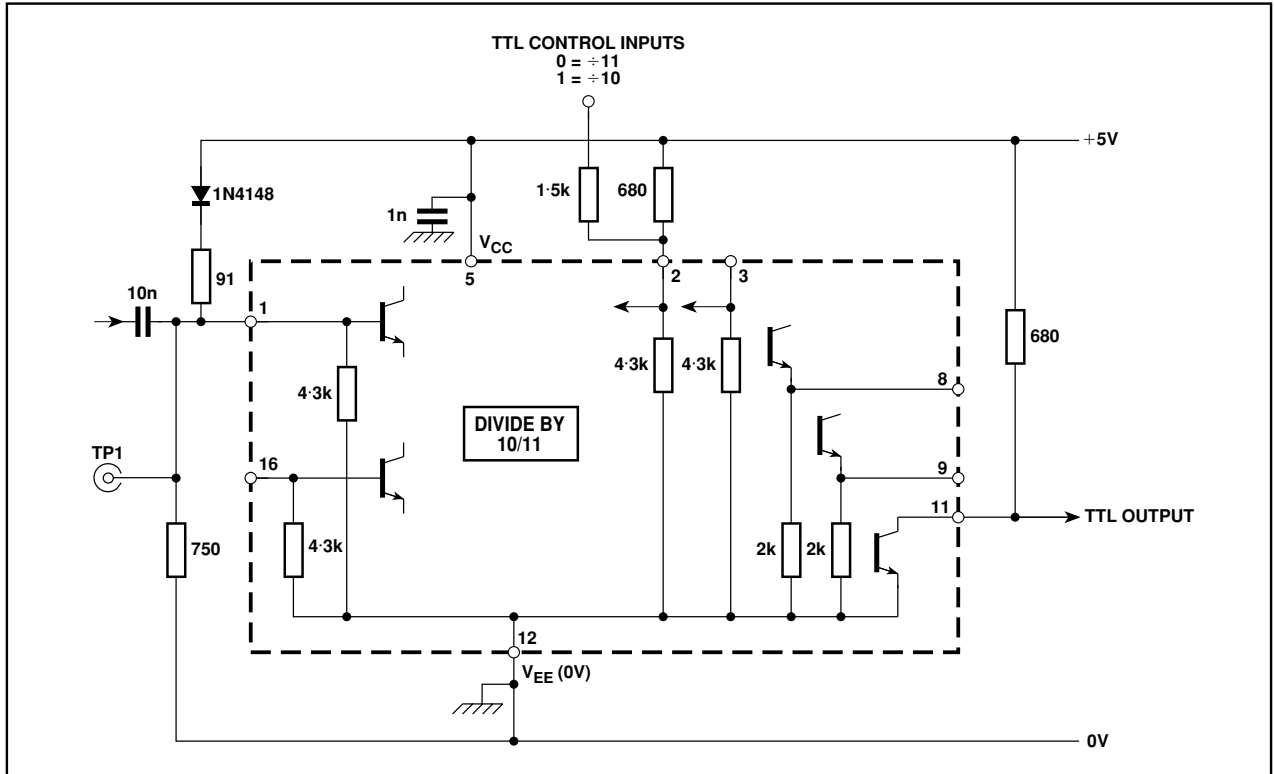 TTL CONTROL INPUTS
0 = ÷11
1 = ÷10
+5V
1N4148
1·5k
680
1n
V_CC
91
5
2
3
10n
1
680
4·3k
4·3k
4·3k
8
DIVIDE BY
10/11
TP1
16
9
11
TTL OUTPUT
750
4·3k
2k
2k
12
V_EE (0V)
0V